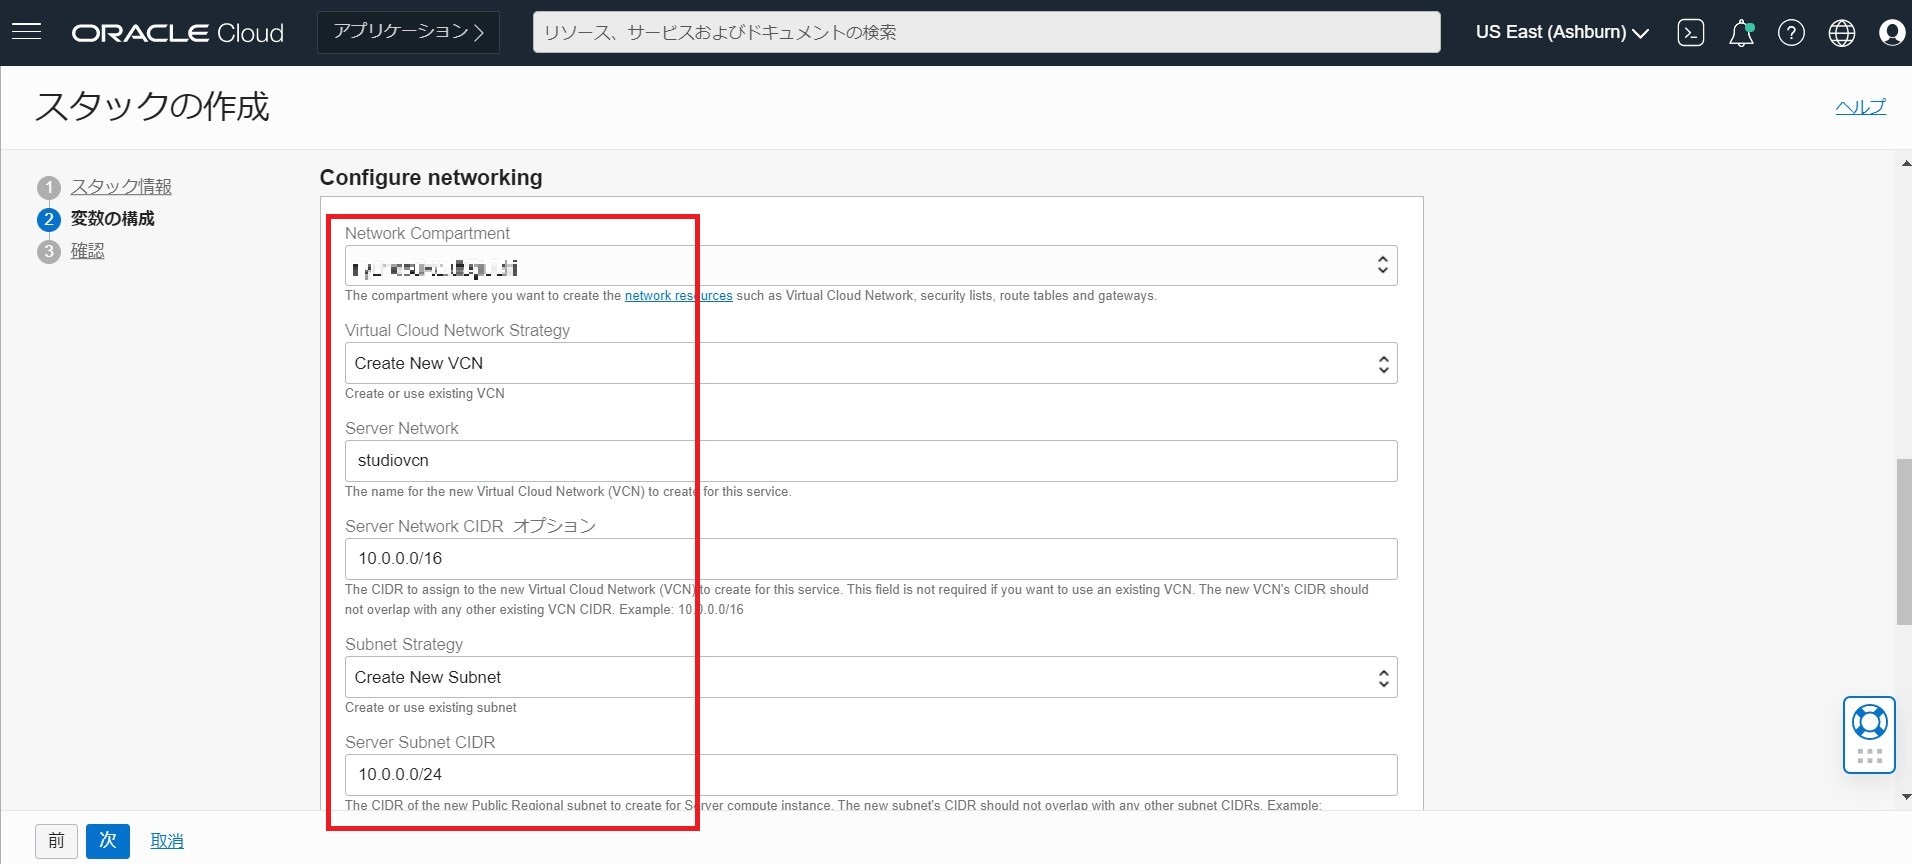 ORACLE Cloud
アプリケーション
リソース、サービスおよびドキュメントの検索
US East (Ashburn)
スタックの作成
ヘルプ
1 スタック情報
2 変数の構成
3 確認
Configure networking
Network Compartment
The compartment where you want to create the network resources such as Virtual Cloud Network, security lists, route tables and gateways.
Virtual Cloud Network Strategy
Create New VCN
Create or use existing VCN
Server Network
studiovcn
The name for the new Virtual Cloud Network (VCN) to create for this service.
Server Network CIDR オプション
10.0.0.0/16
The CIDR to assign to the new Virtual Cloud Network (VCN) to create for this service. This field is not required if you want to use an existing VCN. The new VCN's CIDR should
not overlap with any other existing VCN CIDR. Example: 10.0.0.0/16
Subnet Strategy
Create New Subnet
Create or use existing subnet
Server Subnet CIDR
10.0.0.0/24
The CIDR of the new Public Regional subnet to create for Server compute instance. The new subnet's CIDR should not overlap with any other subnet CIDRs. Example:
前
次
取消